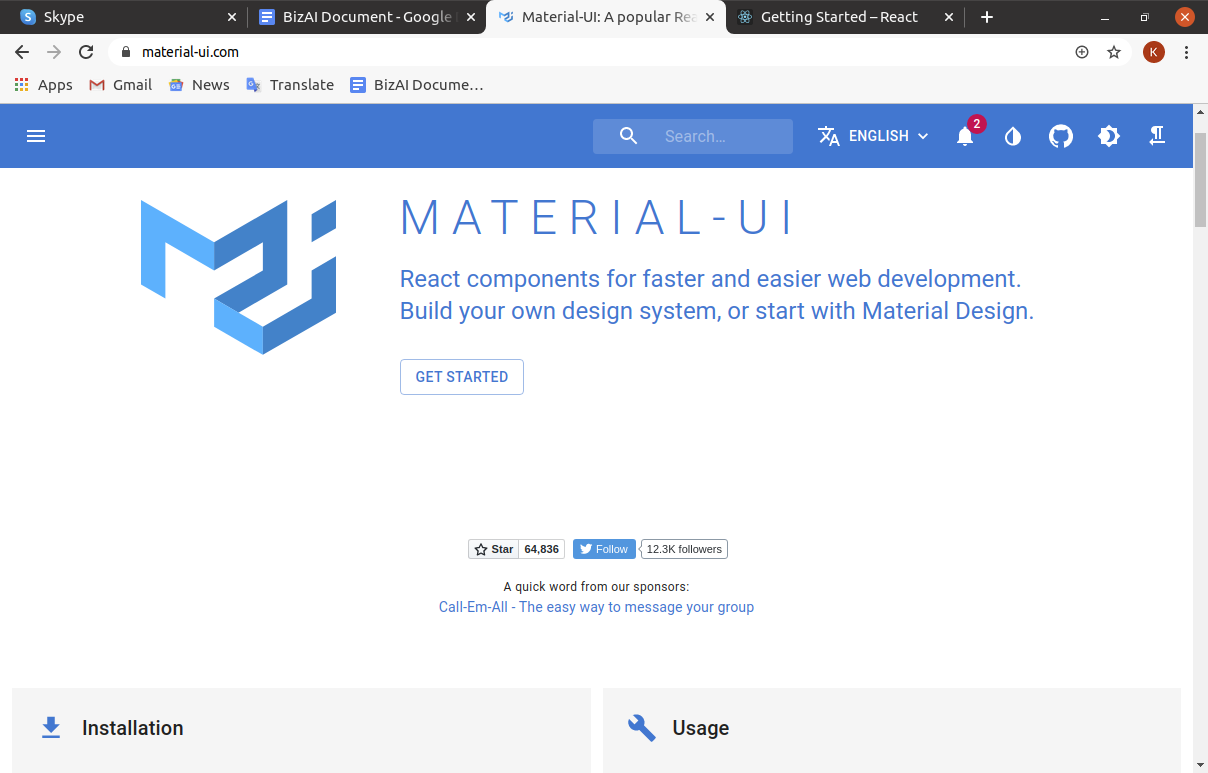 Skype
BizAI Document - Google
Material-UI: A popular Rea
Getting Started – React
material-ui.com
K
Apps
Gmail
News
Translate
BizAI Docume…
Search…
ENGLISH
2
MATERIAL-UI
React components for faster and easier web development.
Build your own design system, or start with Material Design.
GET STARTED
Star 64,836 Follow 12.3K followers
A quick word from our sponsors:
Call-Em-All - The easy way to message your group
Installation
Usage